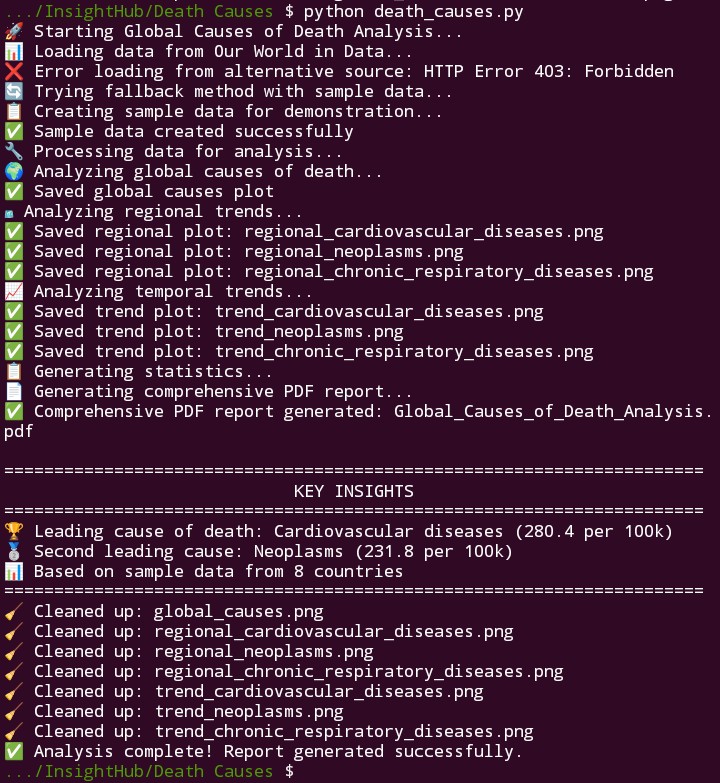 .../InsightHub/Death Causes $ python death_causes.py
🚀 Starting Global Causes of Death Analysis...
📊 Loading data from Our World in Data...
❌ Error loading from alternative source: HTTP Error 403: Forbidden
🔄 Trying fallback method with sample data...
📋 Creating sample data for demonstration...
✅ Sample data created successfully
🔧 Processing data for analysis...
🌍 Analyzing global causes of death...
✅ Saved global causes plot
Analyzing regional trends...
✅ Saved regional plot: regional_cardiovascular_diseases.png
✅ Saved regional plot: regional_neoplasms.png
✅ Saved regional plot: regional_chronic_respiratory_diseases.png
📈 Analyzing temporal trends...
✅ Saved trend plot: trend_cardiovascular_diseases.png
✅ Saved trend plot: trend_neoplasms.png
✅ Saved trend plot: trend_chronic_respiratory_diseases.png
📋 Generating statistics...
📄 Generating comprehensive PDF report...
✅ Comprehensive PDF report generated: Global_Causes_of_Death_Analysis.
pdf
======================================================================
KEY INSIGHTS
======================================================================
🏆 Leading cause of death: Cardiovascular diseases (280.4 per 100k)
🥈 Second leading cause: Neoplasms (231.8 per 100k)
📊 Based on sample data from 8 countries
======================================================================
🧹 Cleaned up: global_causes.png
🧹 Cleaned up: regional_cardiovascular_diseases.png
🧹 Cleaned up: regional_neoplasms.png
🧹 Cleaned up: regional_chronic_respiratory_diseases.png
🧹 Cleaned up: trend_cardiovascular_diseases.png
🧹 Cleaned up: trend_neoplasms.png
🧹 Cleaned up: trend_chronic_respiratory_diseases.png
✅ Analysis complete! Report generated successfully.
.../InsightHub/Death Causes $